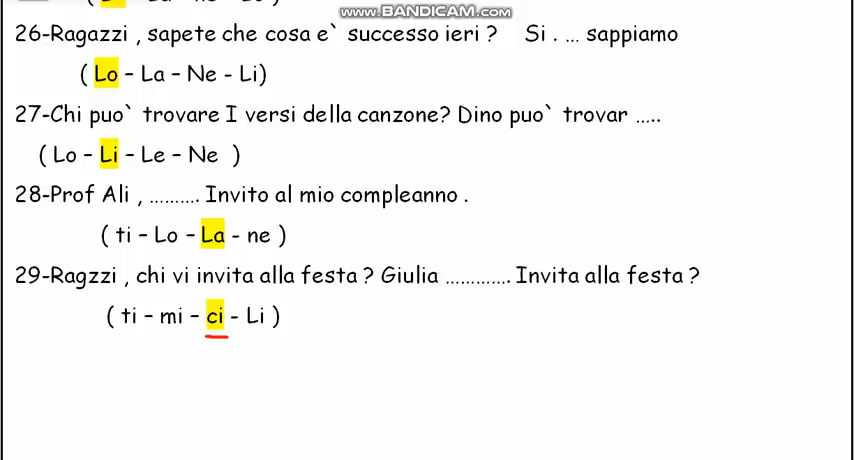 www.BANDICAM.com
26-Ragazzi , sapete che cosa e` successo ieri ? Si . ... sappiamo
( Lo – La – Ne - Li)
27-Chi puo` trovare I versi della canzone? Dino puo` trovar .....
( Lo – Li – Le – Ne )
28-Prof Ali , .......... Invito al mio compleanno .
( ti – Lo – La - ne )
29-Ragzzi , chi vi invita alla festa ? Giulia ............. Invita alla festa ?
( ti – mi – ci - Li )